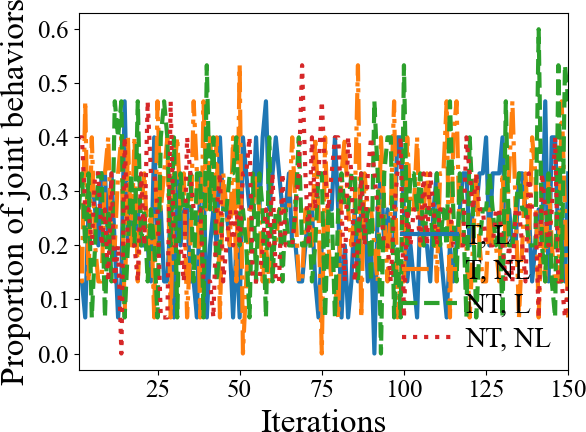 Proportion of joint behaviors
0.6
0.5
0.4
0.3
0.2
0.1
0.0
T, L
T, NL
NT, L
NT, NL
25 50 75 100 125 150
Iterations